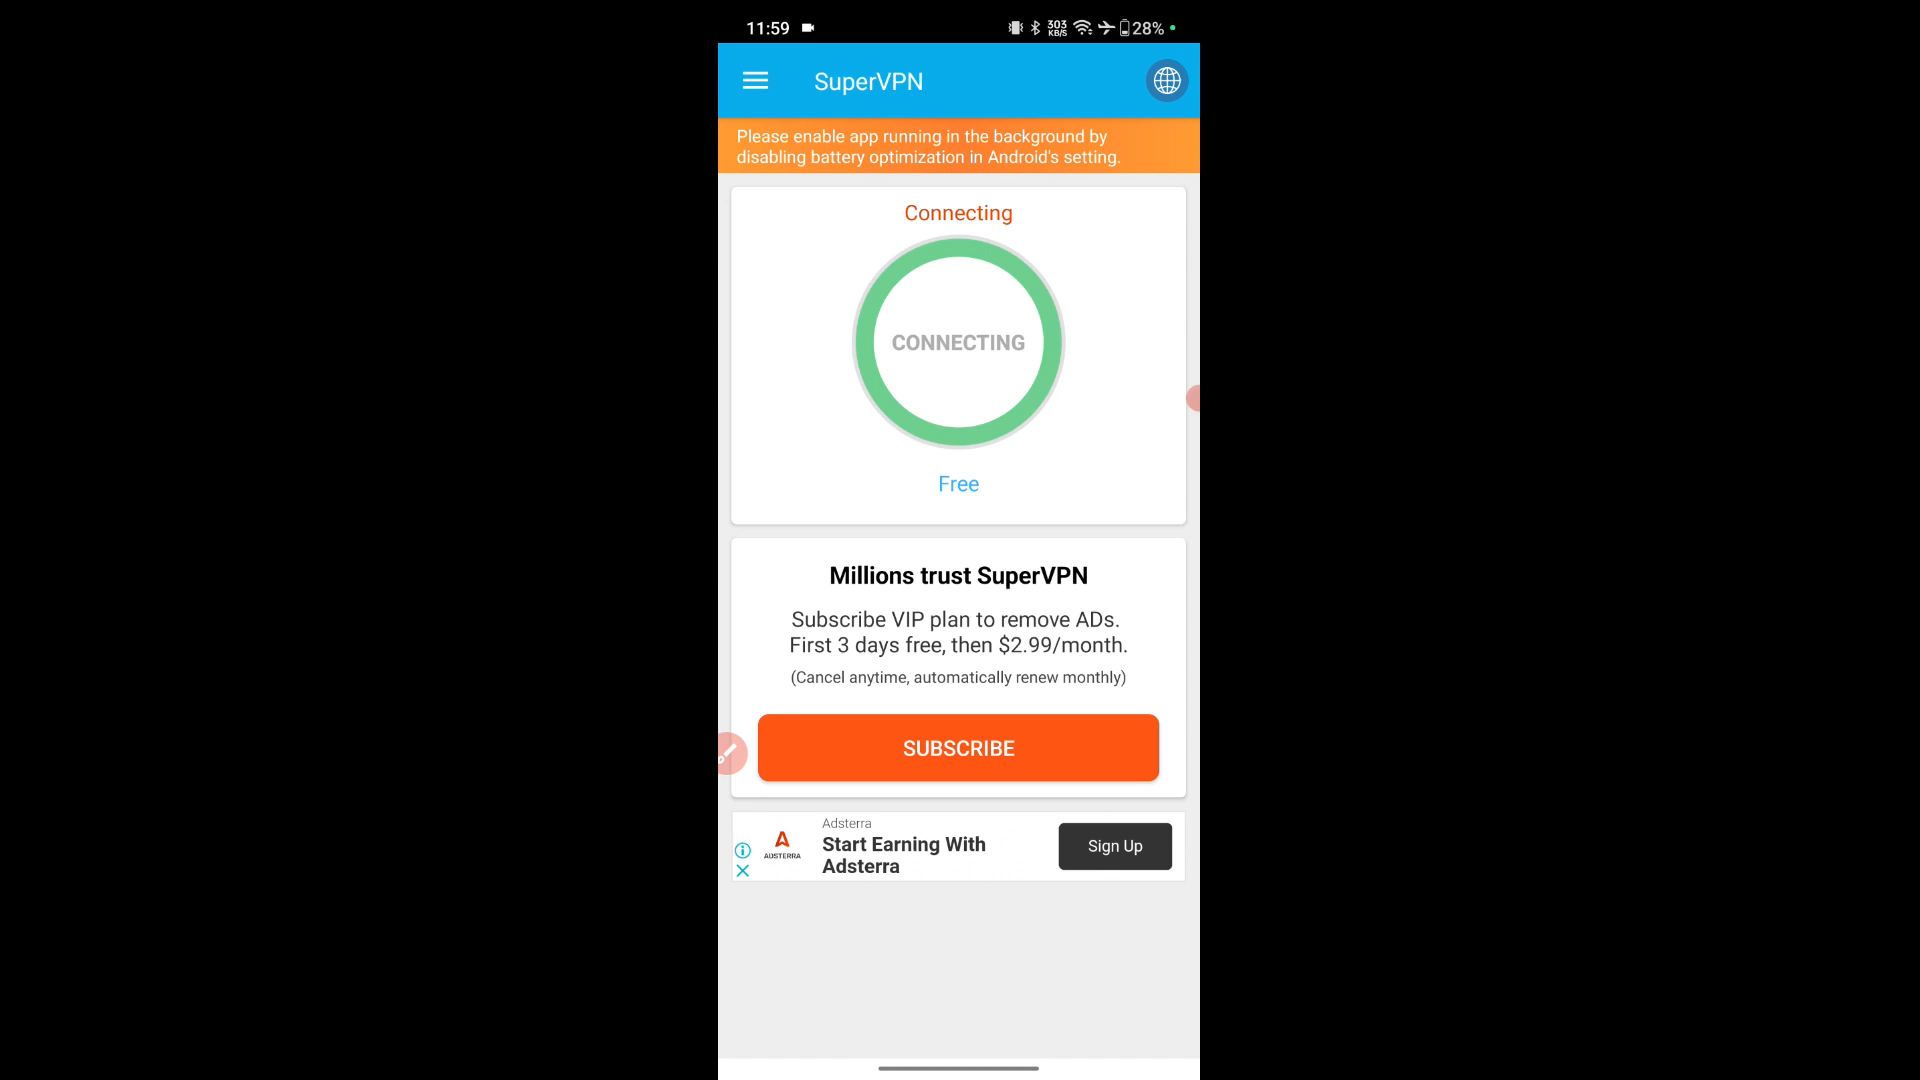 11:59
303
KB/S
28%
SuperVPN
Please enable app running in the background by
disabling battery optimization in Android's setting.
Connecting
CONNECTING
Free
Millions trust SuperVPN
Subscribe VIP plan to remove ADs.
First 3 days free, then $2.99/month.
(Cancel anytime, automatically renew monthly)
SUBSCRIBE
Adsterra
ADSTERRA
Start Earning With
Adsterra
Sign Up